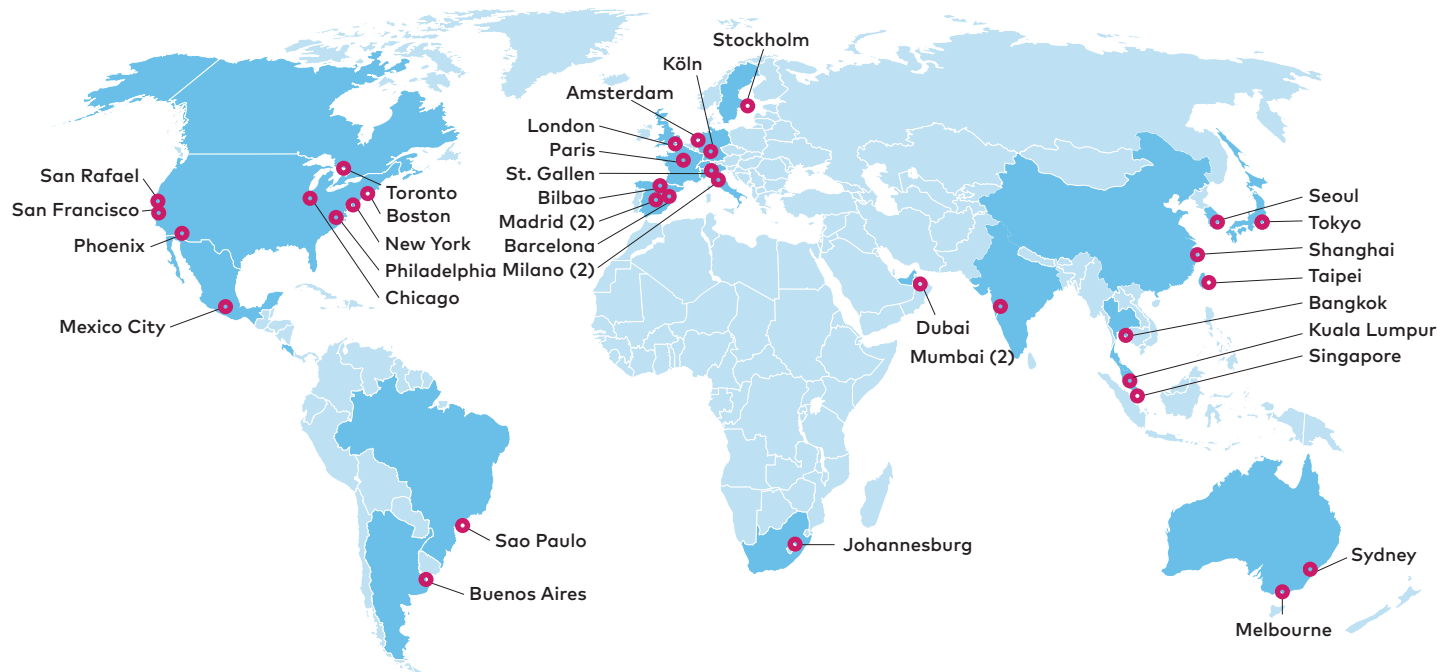 Stockholm
Köln
Amsterdam
London
Paris
St. Gallen
Bilbao
Madrid (2)
Barcelona
Milano (2)
San Rafael
San Francisco
Phoenix
Mexico City
Toronto
Boston
New York
Philadelphia
Chicago
Sao Paulo
Buenos Aires
Johannesburg
Dubai
Mumbai (2)
Seoul
Tokyo
Shanghai
Taipei
Bangkok
Kuala Lumpur
Singapore
Sydney
Melbourne